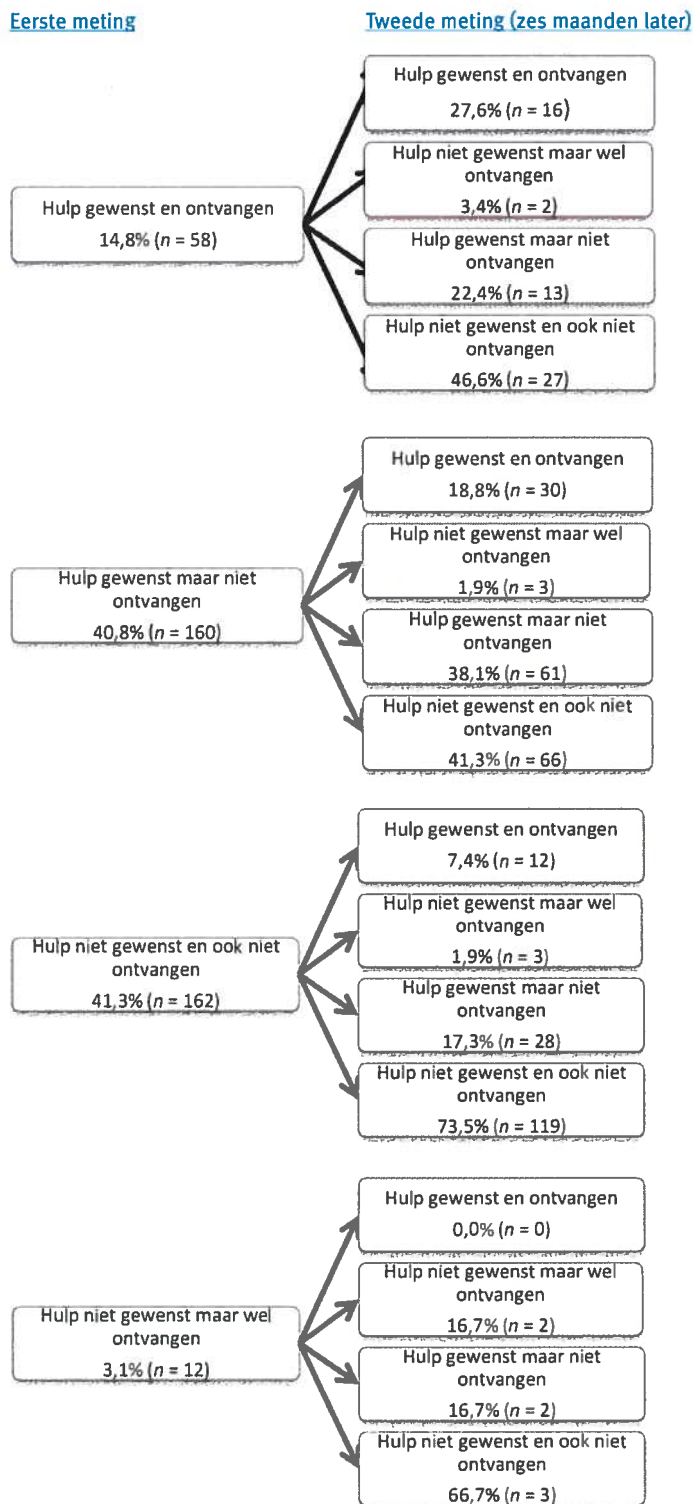 Eerste meting
Tweede meting (zes maanden later)
Hulp gewenst en ontvangen
14,8% (n = 58)
Hulp gewenst en ontvangen
27,6% (n = 16)
Hulp niet gewenst maar wel
ontvangen
3,4% (n = 2)
Hulp gewenst maar niet
ontvangen
22,4% (n = 13)
Hulp niet gewenst en ook niet
ontvangen
46,6% (n = 27)
Hulp gewenst maar niet
ontvangen
40,8% (n = 160)
Hulp gewenst en ontvangen
18,8% (n = 30)
Hulp niet gewenst maar wel
ontvangen
1,9% (n = 3)
Hulp gewenst maar niet
ontvangen
38,1% (n = 61)
Hulp niet gewenst en ook niet
ontvangen
41,3% (n = 66)
Hulp niet gewenst en ook niet
ontvangen
41,3% (n = 162)
Hulp gewenst en ontvangen
7,4% (n = 12)
Hulp niet gewenst maar wel
ontvangen
1,9% (n = 3)
Hulp gewenst maar niet
ontvangen
17,3% (n = 28)
Hulp niet gewenst en ook niet
ontvangen
73,5% (n = 119)
Hulp niet gewenst maar wel
ontvangen
3,1% (n = 12)
Hulp gewenst en ontvangen
0,0% (n = 0)
Hulp niet gewenst maar wel
ontvangen
16,7% (n = 2)
Hulp gewenst maar niet
ontvangen
16,7% (n = 2)
Hulp niet gewenst en ook niet
ontvangen
66,7% (n = 3)